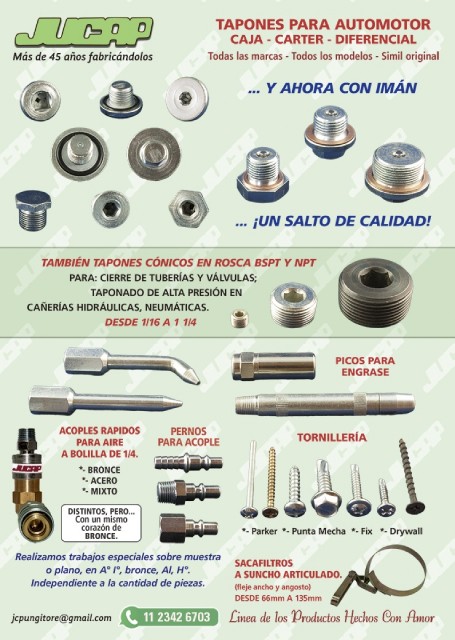 JUCAP
Más de 45 años fabricándolos
TAPONES PARA AUTOMOTOR
CAJA - CARTER - DIFERENCIAL
Todas las marcas - Todos los modelos - Simil original
... Y AHORA CON IMÁN
... ¡UN SALTO DE CALIDAD!
TAMBIÉN TAPONES CÓNICOS EN ROSCA BSPT Y NPT
PARA: CIERRE DE TUBERÍAS Y VÁLVULAS;
TAPONADO DE ALTA PRESIÓN EN
CAÑERÍAS HIDRÁULICAS, NEUMÁTICAS.
DESDE 1/16 A 1 1/4
PICOS PARA
ENGRASE
ACOPLES RAPIDOS
PARA AIRE
A BOLILLA DE 1/4.
*- BRONCE
*- ACERO
*- MIXTO
JUCAP
DISTINTOS, PERO...
Con un mismo
corazón de
BRONCE.
PERNOS
PARA ACOPLE
TORNILLERÍA
*- Parker *- Punta Mecha *- Fix *- Drywall
Realizamos trabajos especiales sobre muestra
o plano, en Aº Iº, bronce, Al, Hº.
Independiente a la cantidad de piezas.
SACAFILTROS
A SUNCHO ARTICULADO.
(fleje ancho y angosto)
DESDE 66mm A 135mm
jcpungitore@gmail.com
11 2342 6703
Linea de los Productos Hechos Con Amor